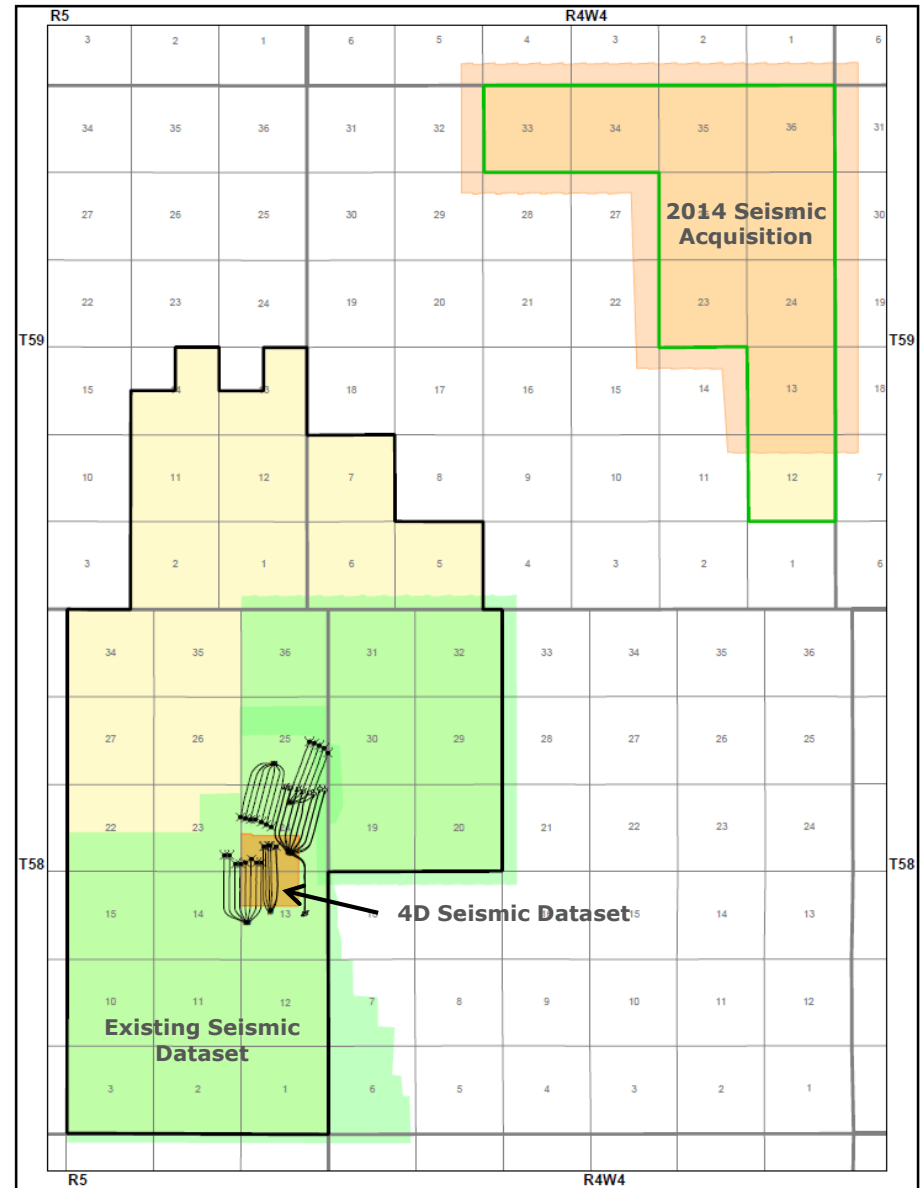 R5 R4W4
3 2 1 6 5 4 3 2 1 6
34 35 36 31 32 33 34 35 36 31
27 26 25 30 29 28 27 30
2014 Seismic
Acquisition
22 23 24 19 20 21 22 23 24 19
T59 T59
15 13 18 17 16 15 14 13 18
10 11 12 7 8 9 10 11 12 7
3 2 1 6 5 4 3 2 1 6
34 35 36 31 32 33 34 35 36
27 26 25 30 29 28 27 26 25
22 23 19 20 21 22 23 24
T58 T58
15 14 13 4D Seismic Dataset 15 14 13
10 11 12 7 8 9 10 11 12
Existing Seismic
Dataset
3 2 1 6 5 4 3 2 1
R5 R4W4